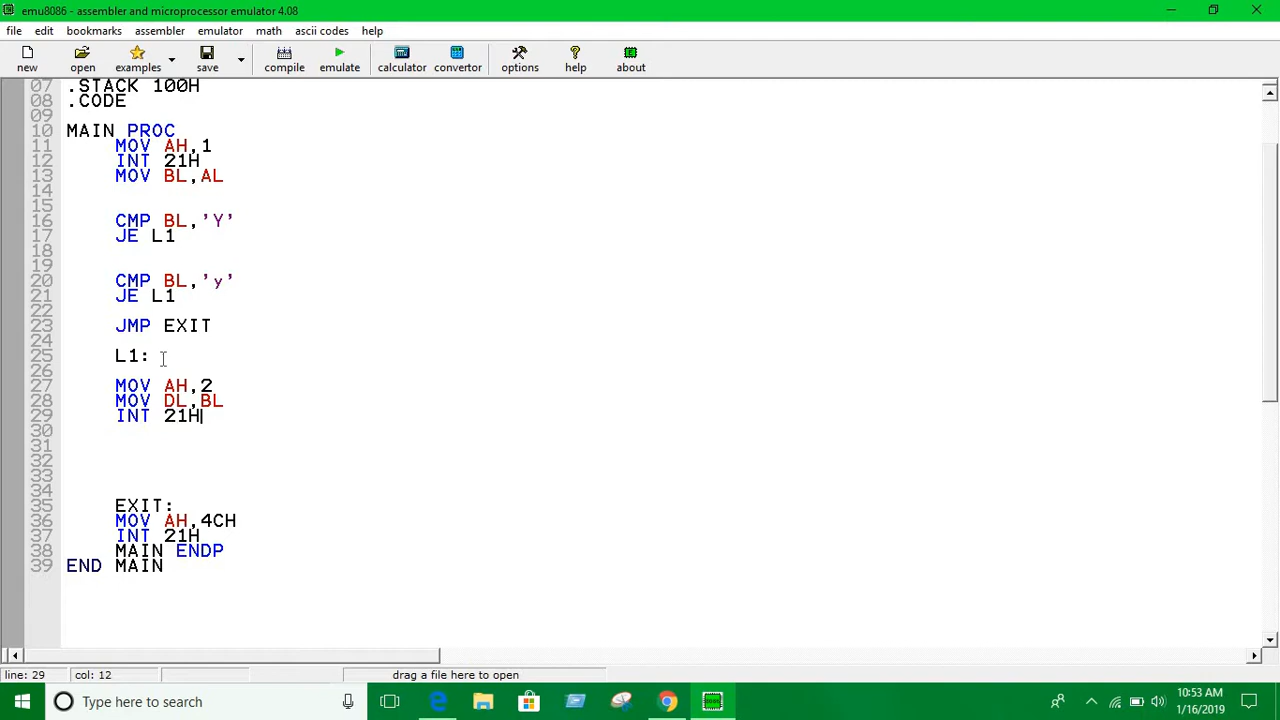 emu8086 - assembler and microprocessor emulator 4.08
file edit bookmarks assembler emulator math ascii codes help
new open examples save compile emulate calculator convertor options help about
07 .STACK 100H
08 .CODE
09
10 MAIN PROC
11 MOV AH,1
12 INT 21H
13 MOV BL,AL
14
15
16 CMP BL,'Y'
17 JE L1
18
19
20 CMP BL,'y'
21 JE L1
22
23 JMP EXIT
24
25 L1:
26
27 MOV AH,2
28 MOV DL,BL
29 INT 21H
30
31
32
33
34
35 EXIT:
36 MOV AH,4CH
37 INT 21H
38 MAIN ENDP
39 END MAIN
line: 29 col: 12 drag a file here to open
Type here to search
10:53 AM
1/16/2019